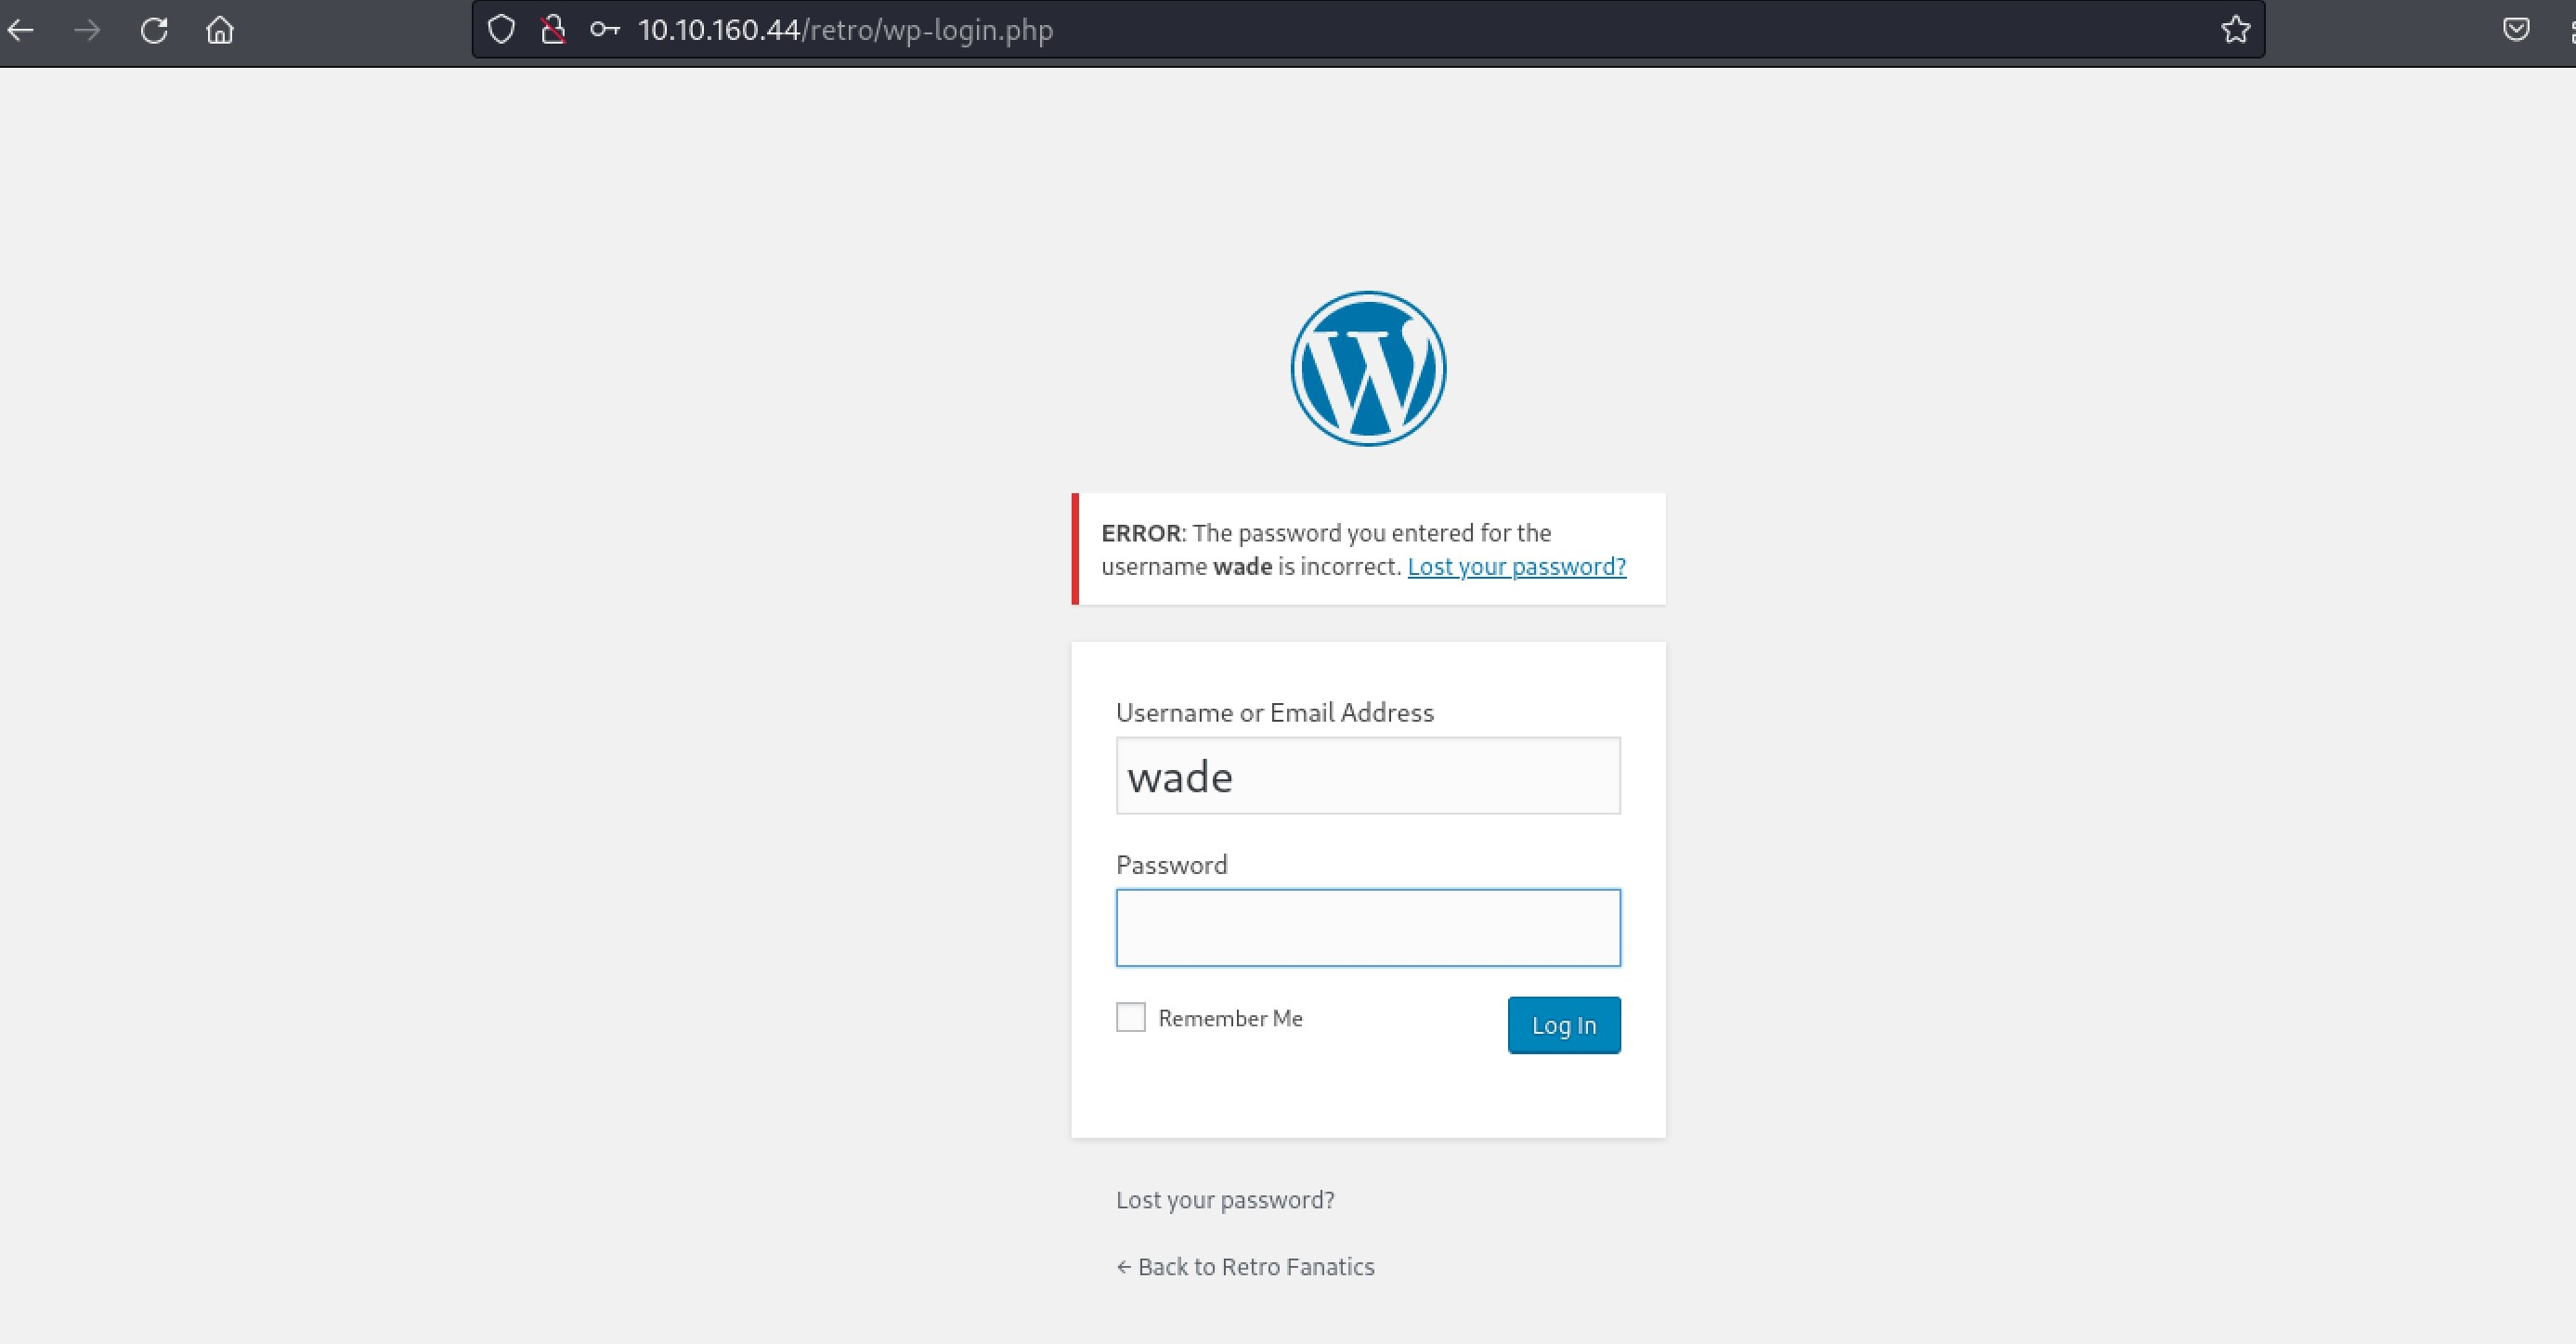 10.10.160.44/retro/wp-login.php
ERROR: The password you entered for the
username wade is incorrect. Lost your password?
Username or Email Address
wade
Password
Remember Me
Log In
Lost your password?
← Back to Retro Fanatics